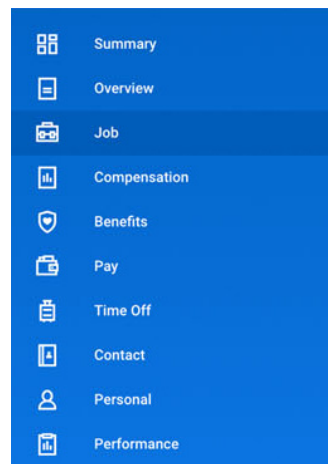 Summary
Overview
Job
Compensation
Benefits
Pay
Time Off
Contact
Personal
Performance